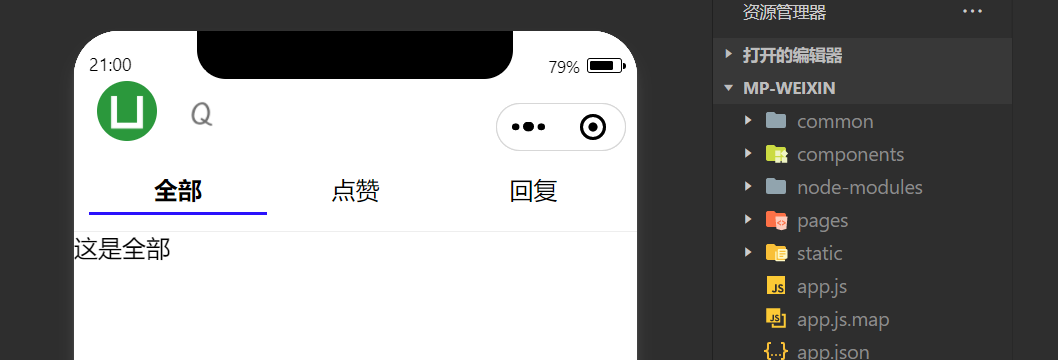 资源管理器
21:00
79%
打开的编辑器
MP-WEIXIN
common
components
node-modules
pages
static
JS app.js
JS app.js.map
app.json
全部
点赞
回复
这是全部